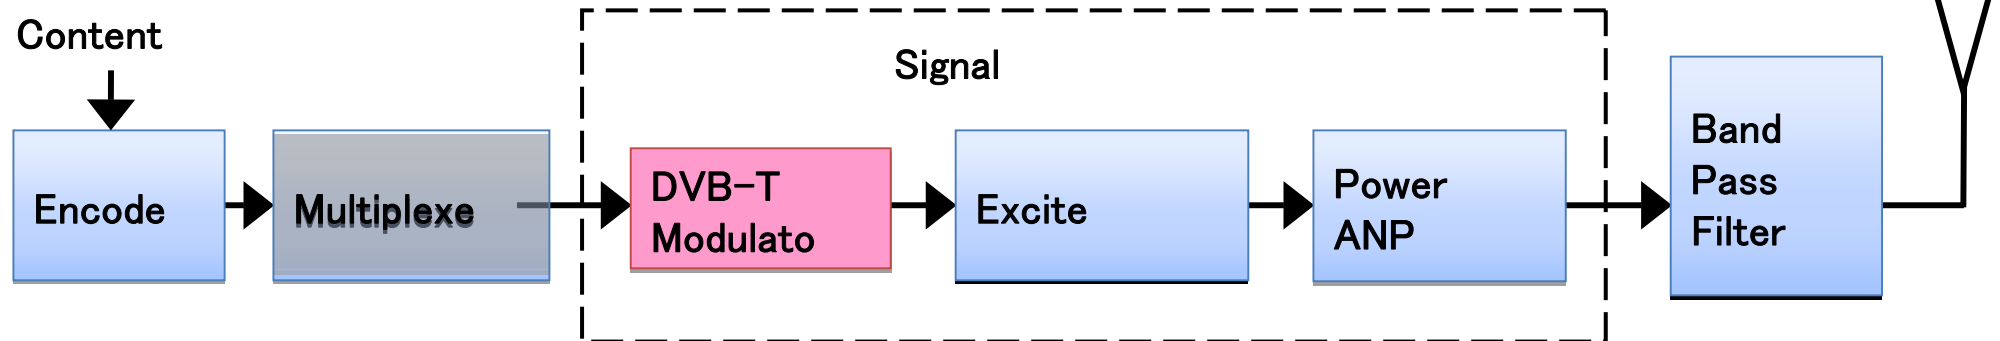 Content
Signal
Encode
Multiplexe
DVB-T
Modulato
Excite
Power
ANP
Band
Pass
Filter